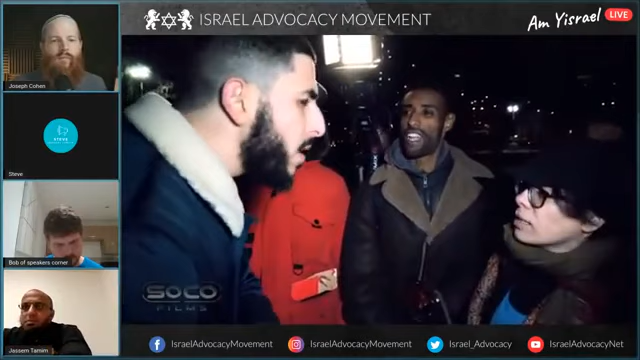 ISRAEL ADVOCACY MOVEMENT
Am Yisrael LIVE
Joseph Cohen
STEVE
Steve
Bob of speakers corner
Jassem Tamim
SOCO
FILMS
IsraelAdvocacyMovement
IsraelAdvocacyMovement
Israel_Advocacy
IsraelAdvocacyNet